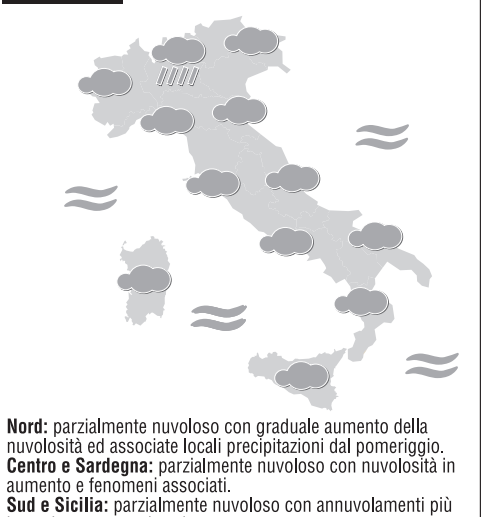 Nord: parzialmente nuvoloso con graduale aumento della
nuvolosità ed associate locali precipitazioni dal pomeriggio.
Centro e Sardegna: parzialmente nuvoloso con nuvolosità in
aumento e fenomeni associati.
Sud e Sicilia: parzialmente nuvoloso con annuvolamenti più